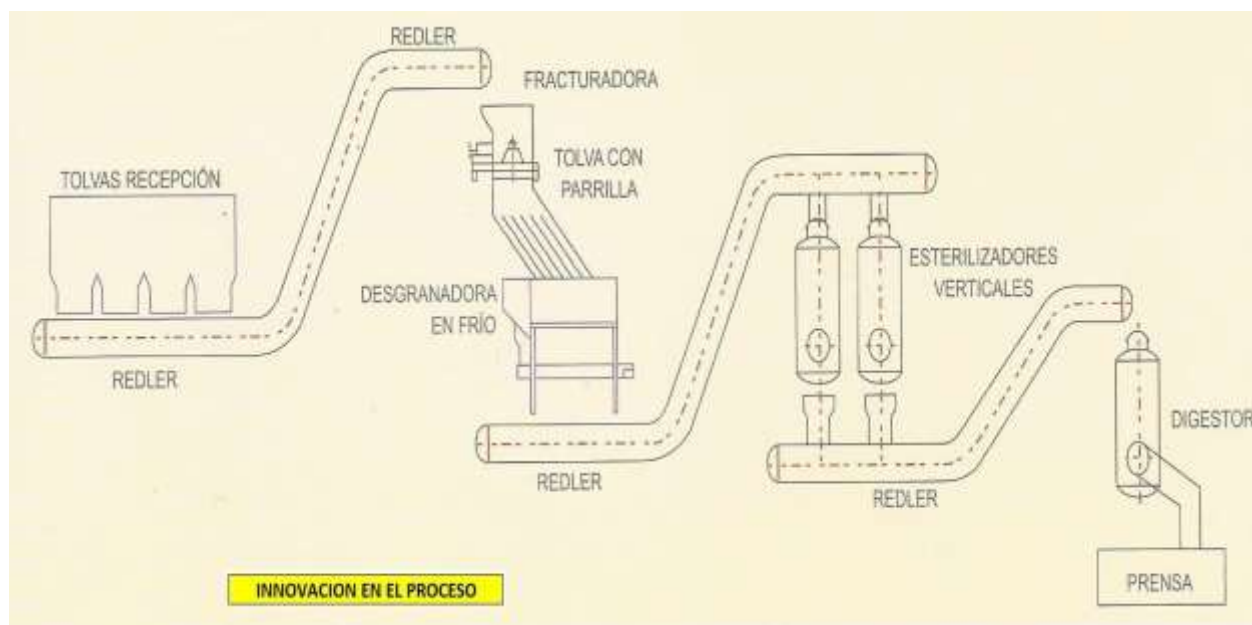 REDLER
FRACTURADORA
TOLVA CON
PARRILLA
TOLVAS RECEPCIÓN
REDLER
DESGRANADORA
EN FRÍO
REDLER
ESTERILIZADORES
VERTICALES
REDLER
DIGESTOR
PRENSA
INNOVACION EN EL PROCESO